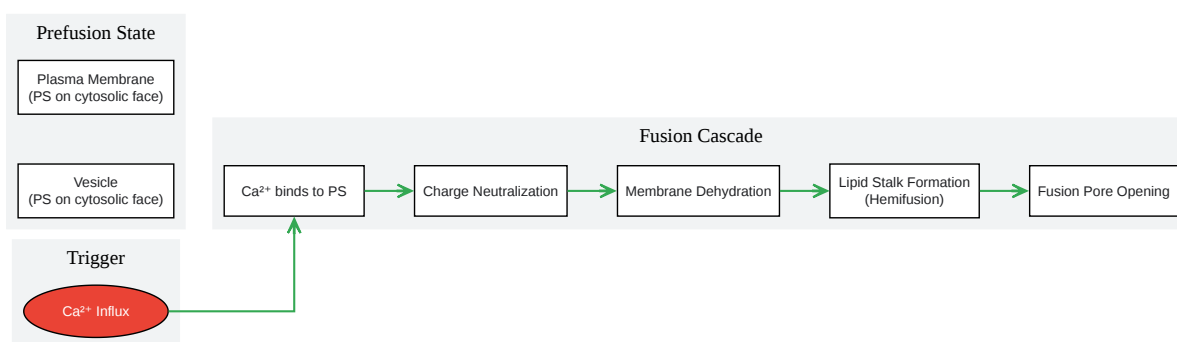 Prefusion State
Plasma Membrane
(PS on cytosolic face)
Vesicle
(PS on cytosolic face)
Trigger
Ca²⁺ Influx
Fusion Cascade
Ca²⁺ binds to PS
Charge Neutralization
Membrane Dehydration
Lipid Stalk Formation
(Hemifusion)
Fusion Pore Opening